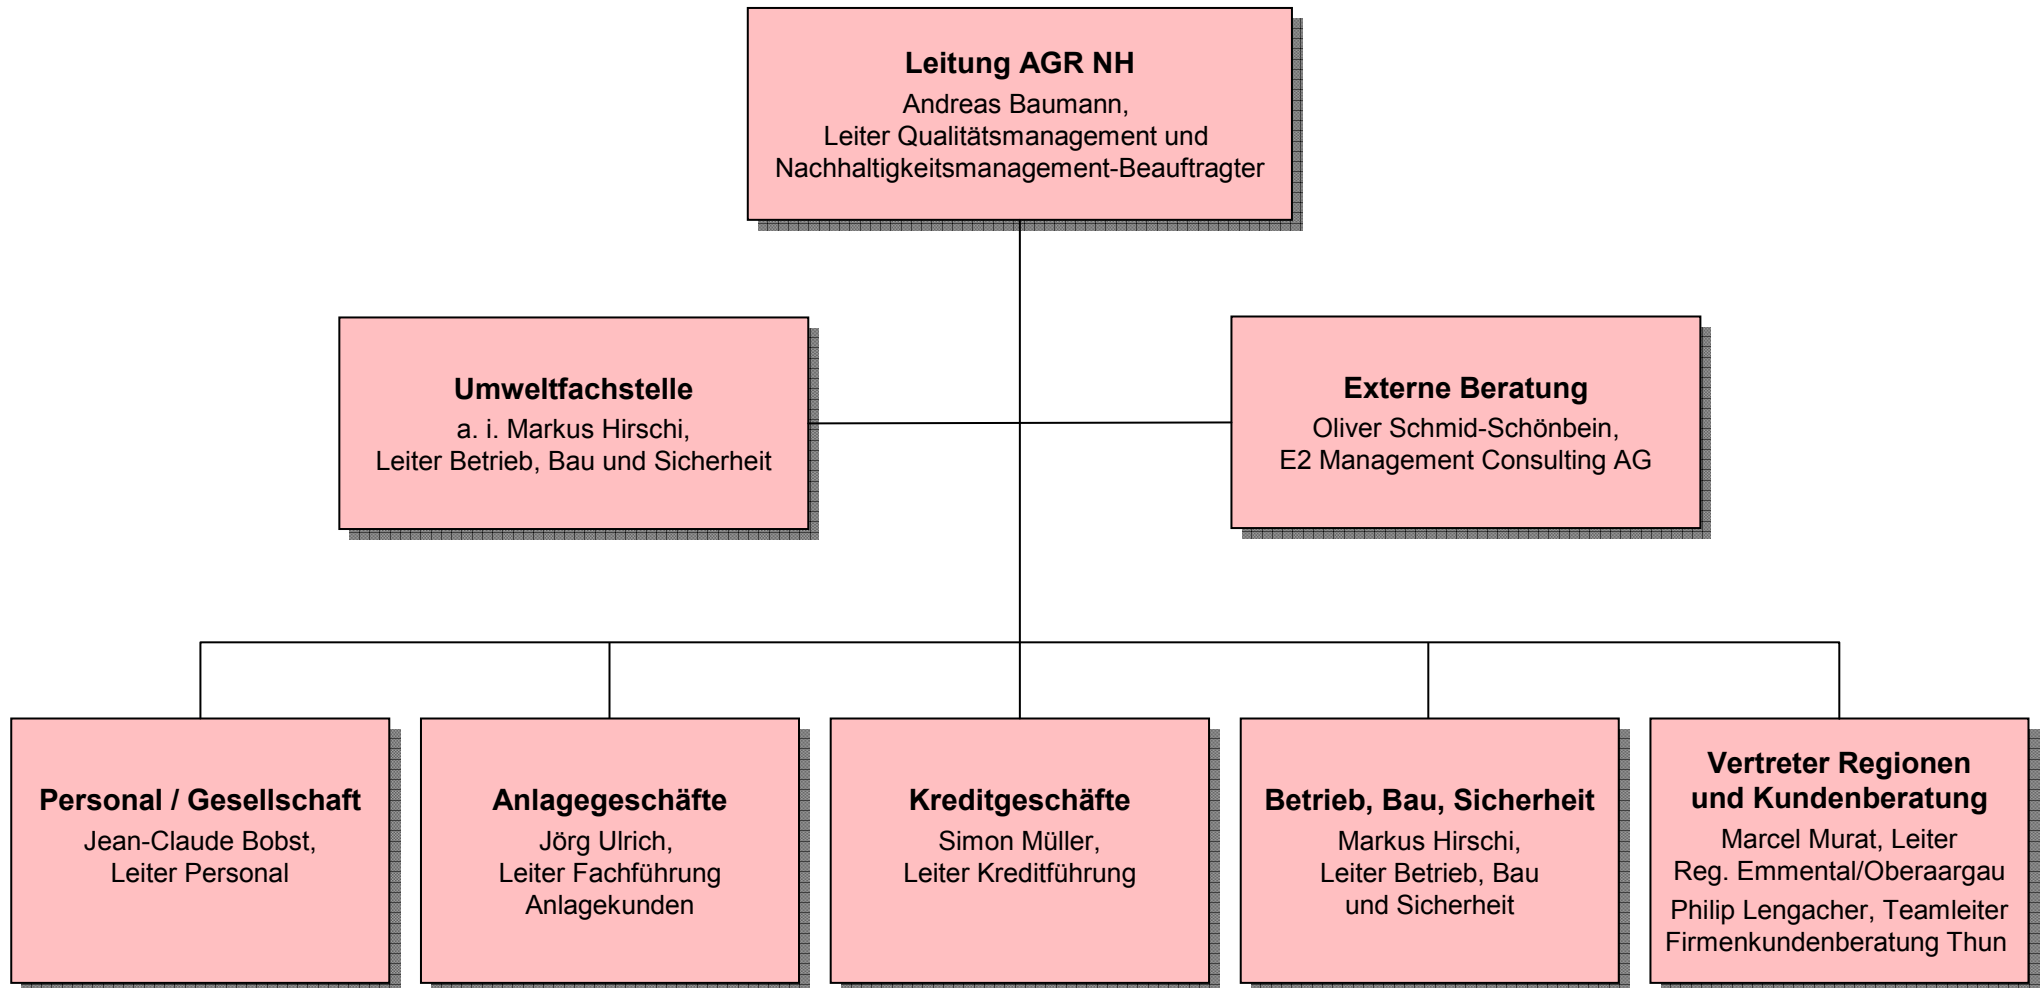 Leitung AGR NH
Andreas Baumann,
Leiter Qualitätsmanagement und
Nachhaltigkeitsmanagement-Beauftragter
Umweltfachstelle
a. i. Markus Hirschi,
Leiter Betrieb, Bau und Sicherheit
Externe Beratung
Oliver Schmid-Schönbein,
E2 Management Consulting AG
Personal / Gesellschaft
Jean-Claude Bobst,
Leiter Personal
Anlagegeschäfte
Jörg Ulrich,
Leiter Fachführung
Anlagekunden
Kreditgeschäfte
Simon Müller,
Leiter Kreditführung
Betrieb, Bau, Sicherheit
Markus Hirschi,
Leiter Betrieb, Bau
und Sicherheit
Vertreter Regionen
und Kundenberatung
Marcel Murat, Leiter
Reg. Emmental/Oberaargau
Philip Lengacher, Teamleiter
Firmenkundenberatung Thun